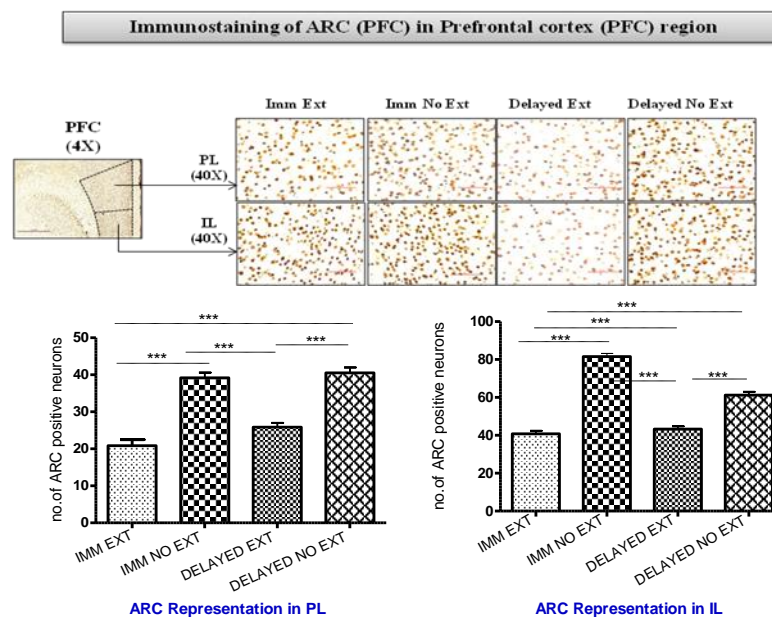 Immunostaining of ARC (PFC) in Prefrontal cortex (PFC) region
Imm Ext Imm No Ext Delayed Ext Delayed No Ext
PFC
(4X)
PL
(40X)
IL
(40X)
***
***
***
***
50
40
30
20
10
0
no.of ARC positive neurons
IMM EXT
IMM NO EXT
DELAYED EXT
DELAYED NO EXT
ARC Representation in PL
***
***
***
***
***
100
80
60
40
20
0
no.of ARC positive neurons
IMM EXT
IMM NO EXT
DELAYED EXT
DELAYED NO EXT
ARC Representation in IL